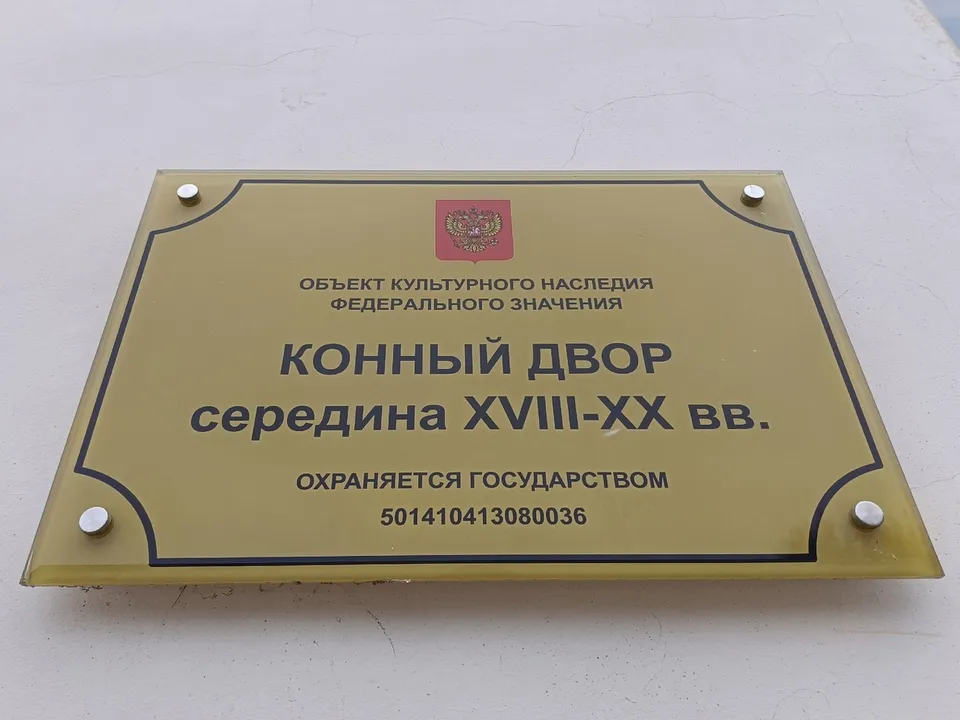 ОБЪЕКТ КУЛЬТУРНОГО НАСЛЕДИЯ
ФЕДЕРАЛЬНОГО ЗНАЧЕНИЯ
КОННЫЙ ДВОР
середина XVIII-XX вв.
ОХРАНЯЕТСЯ ГОСУДАРСТВОМ
501410413080036